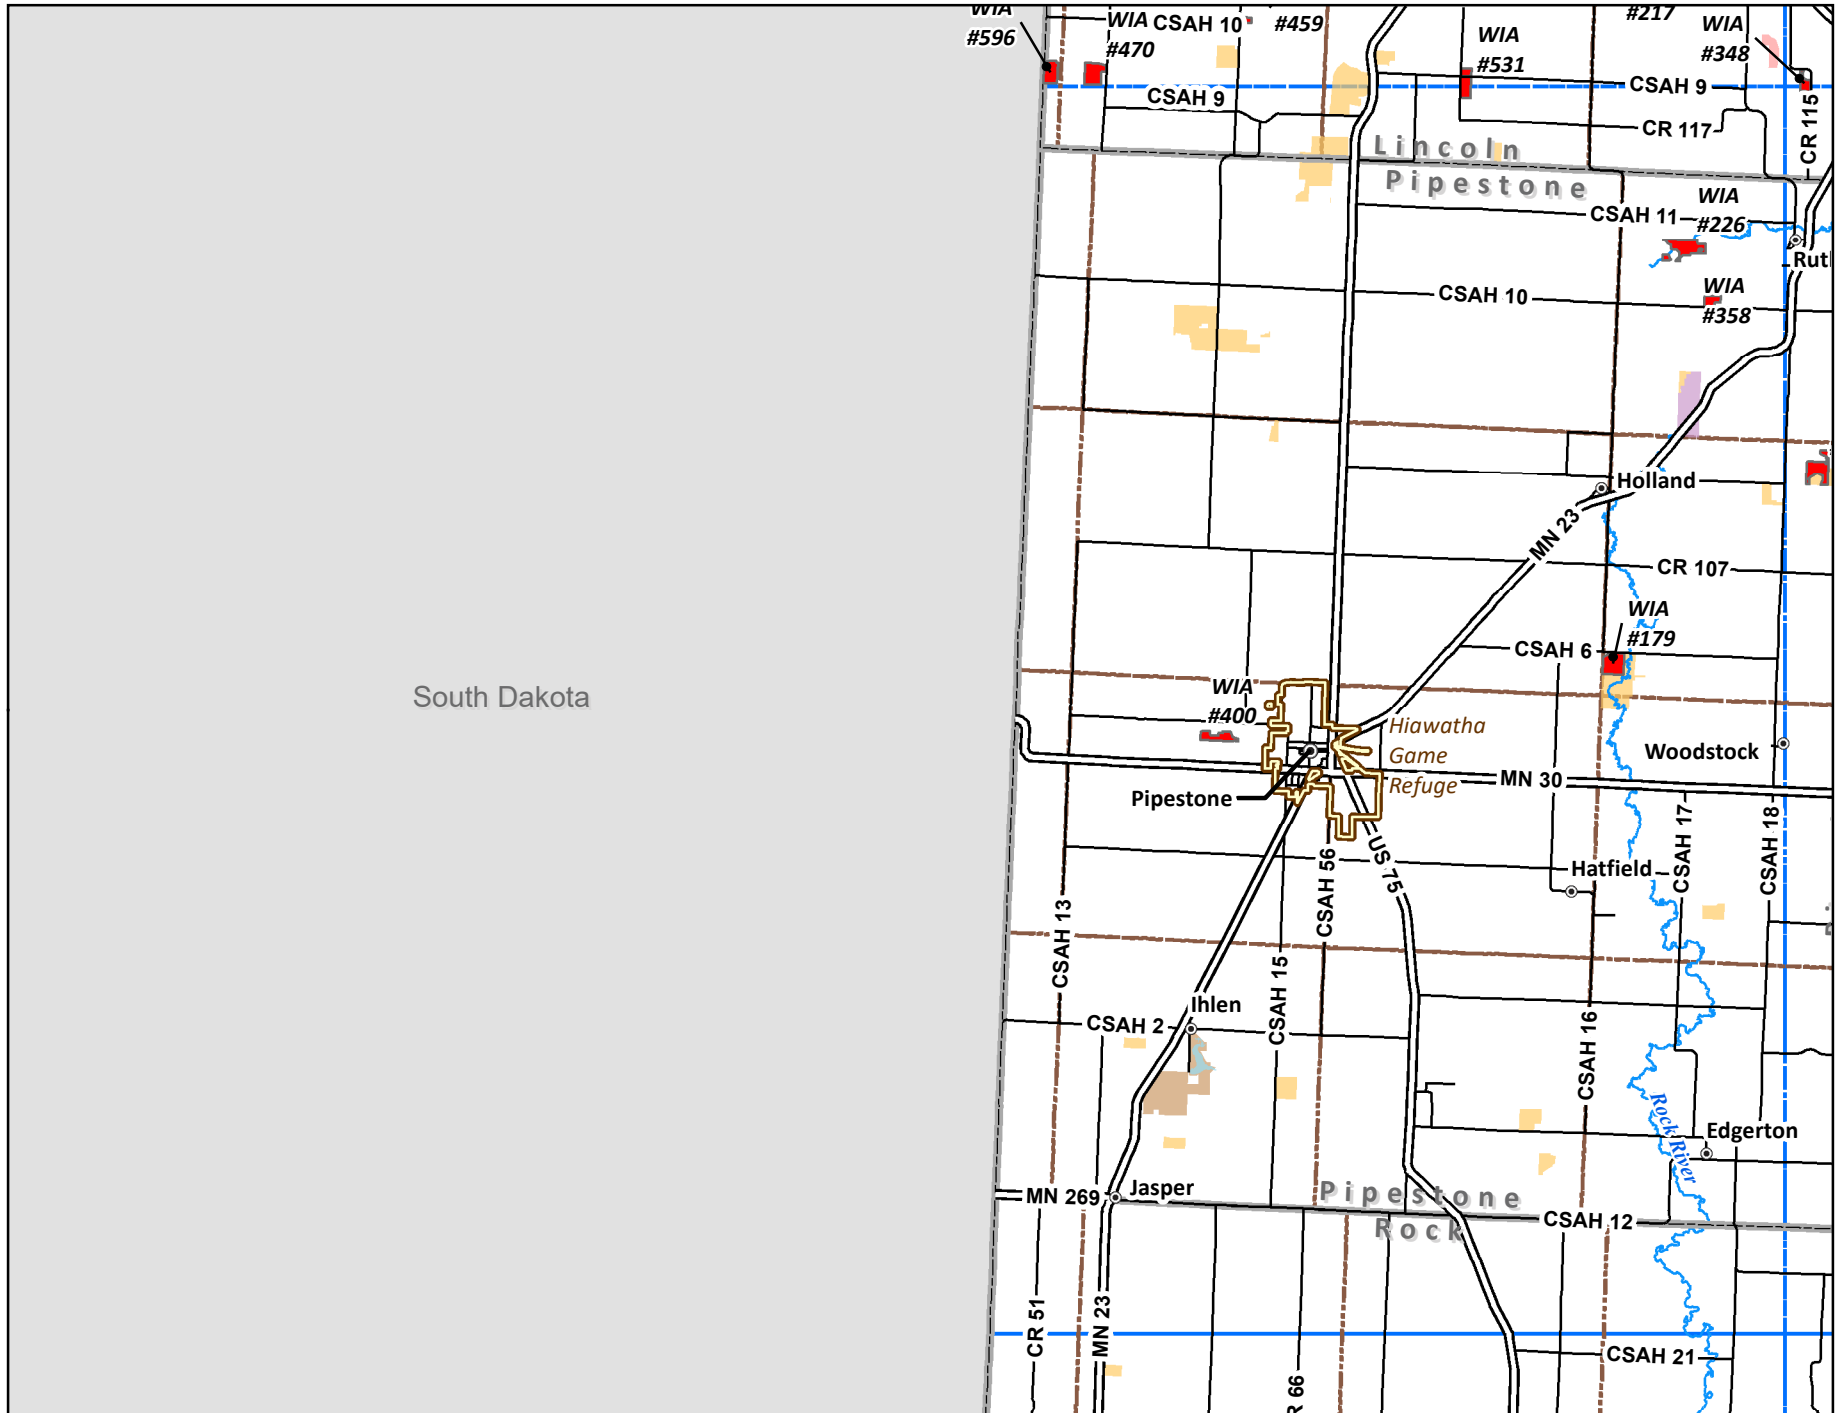 WIA
#596
WIA
#470
CSAH 10
#459
#217
WIA
#348
WIA
#531
CSAH 9
CSAH 9
CR 117
CR 115
Lincoln
Pipestone
WIA
#226
CSAH 11
CSAH 10
WIA
#358
Holland
MN 23
CR 107
WIA
#179
CSAH 6
South Dakota
WIA
#400
Hiawatha
Game
Refuge
Woodstock
MN 30
Pipestone
CSAH 17
CSAH 18
US 75
CSAH 56
Hatfield
CSAH 13
CSAH 15
CSAH 16
Ihlen
CSAH 2
Rock River
Edgerton
Jasper
MN 269
Pipestone
Rock
CSAH 12
CR 51
MN 23
CSAH 21
66